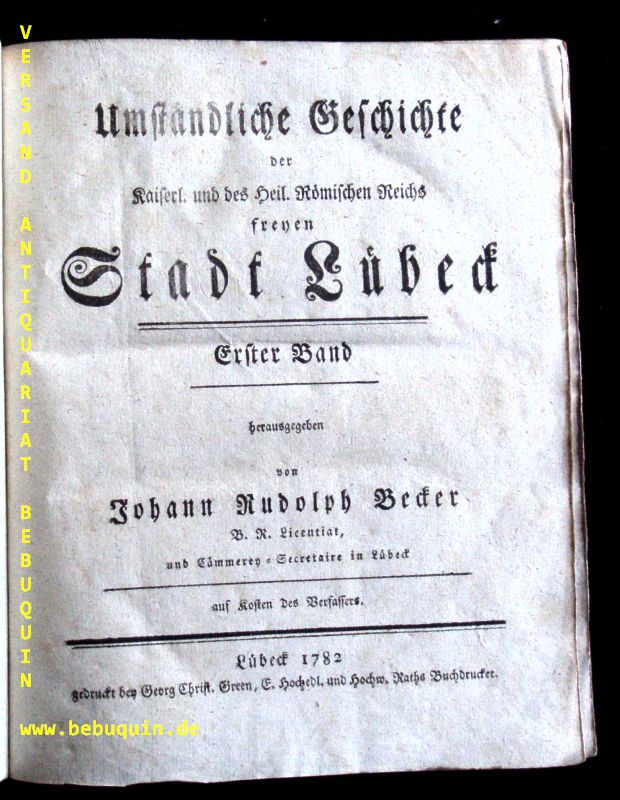 Umständliche Geschichte
der
Kaiserl. und des Heil. Römischen Reichs
freyen
Stadt Lübeck
Erster Band
herausgegeben
von
Johann Rudolph Becker
B. R. Licentiat,
und Cämmerey-Secretaire in Lübeck
auf Kosten des Verfassers.
Lübeck 1782
gedruckt bey Georg Christ. Green, E. Hochedl. und Hochw. Raths Buchdrucker.
VERSAND ANTIQUARIAT BEBUQUIN
www.bebuquin.de